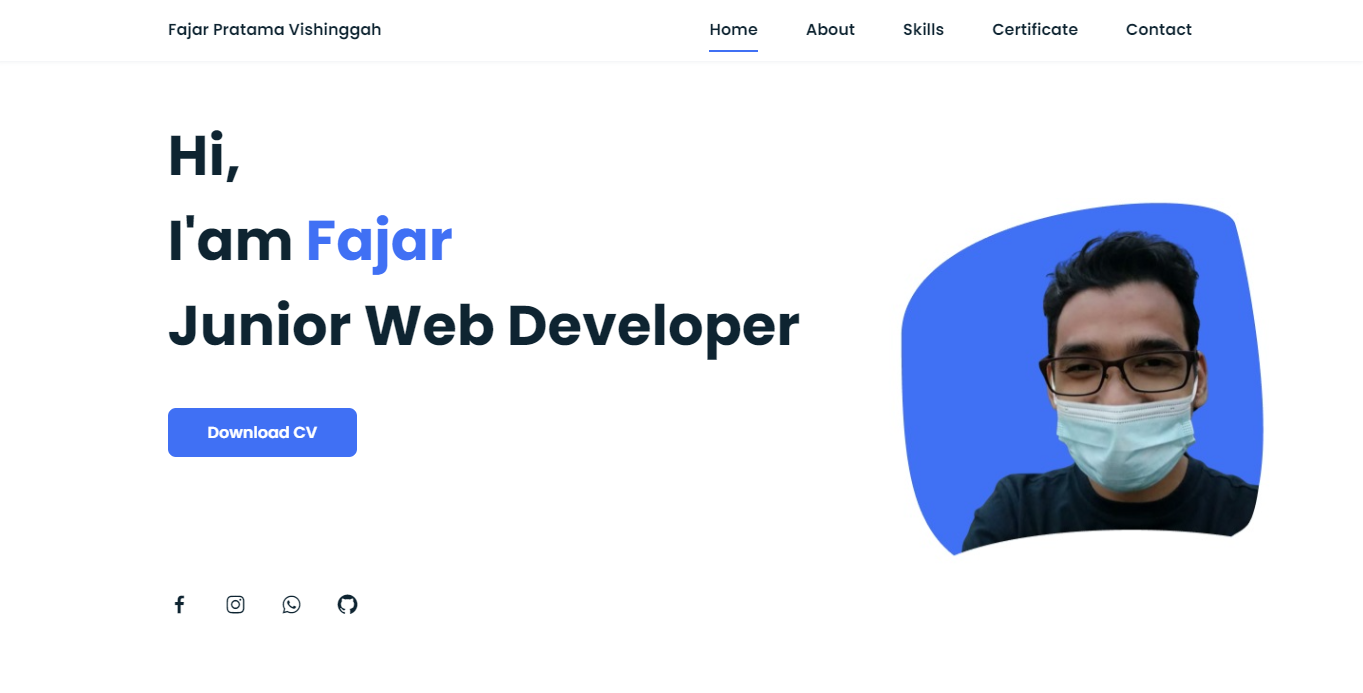 Fajar Pratama Vishinggah
Home About Skills Certificate Contact
Hi,
I'am Fajar
Junior Web Developer
Download CV